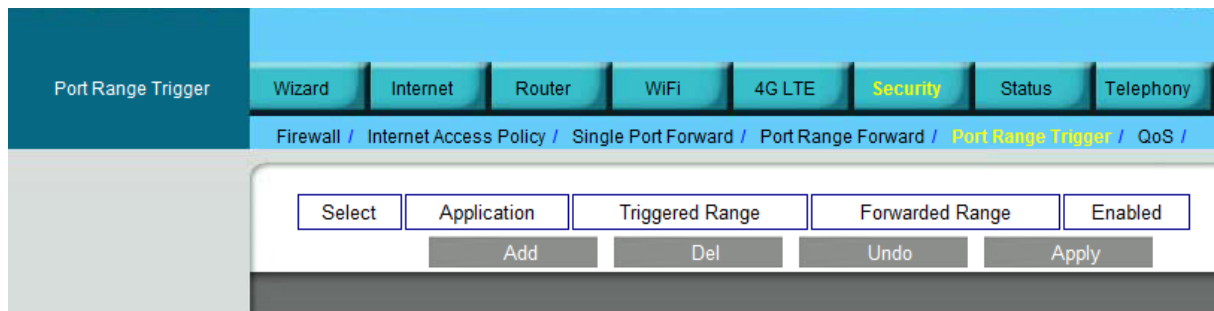 Port Range Trigger
Wizard Internet Router WiFi 4G LTE Security Status Telephony
Firewall / Internet Access Policy / Single Port Forward / Port Range Forward / Port Range Trigger / QoS /
Select Application Triggered Range Forwarded Range Enabled
Add Del Undo Apply